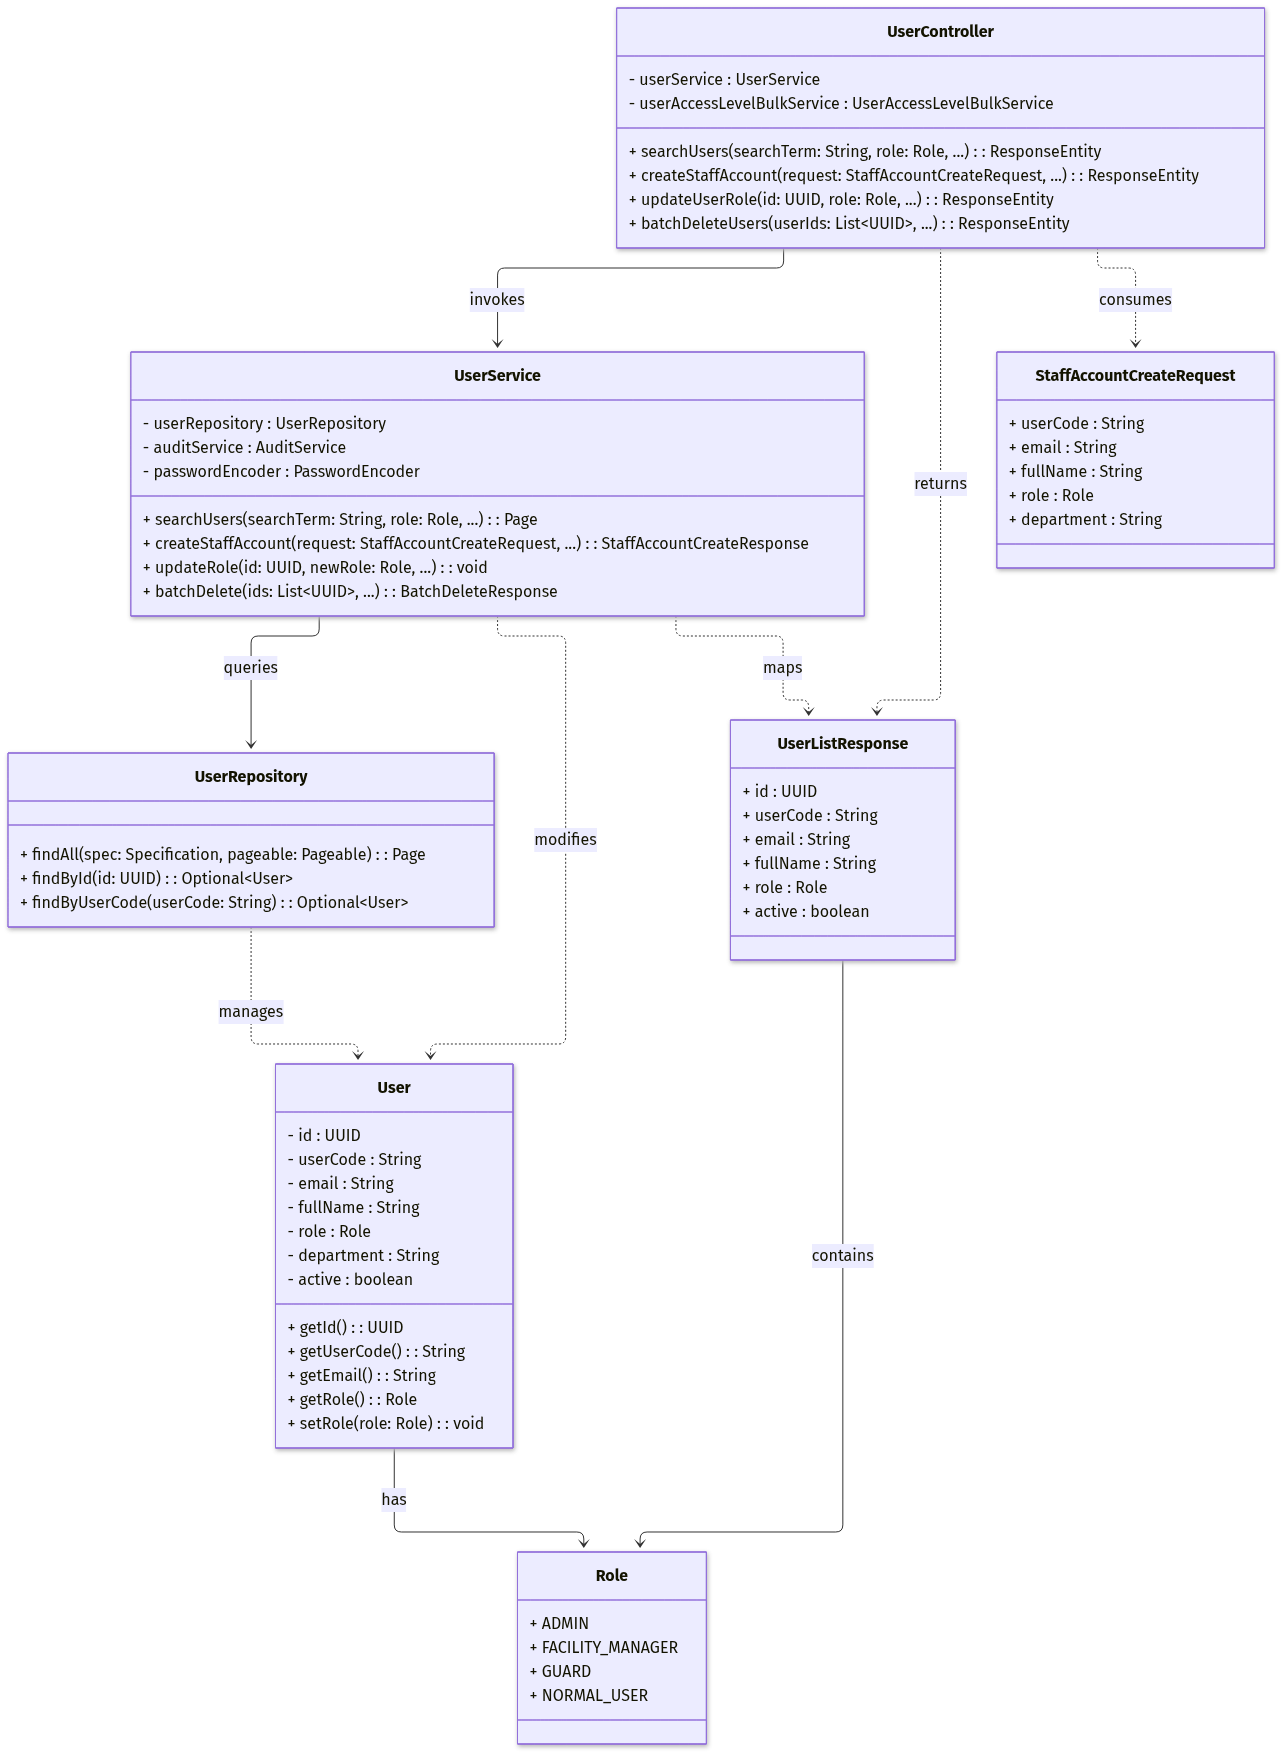 UserController
- userService : UserService
- userAccessLevelBulkService : UserAccessLevelBulkService
+ searchUsers(searchTerm: String, role: Role, ...) : : ResponseEntity
+ createStaffAccount(request: StaffAccountCreateRequest, ...) : : ResponseEntity
+ updateUserRole(id: UUID, role: Role, ...) : : ResponseEntity
+ batchDeleteUsers(userIds: List<UUID>, ...) : : ResponseEntity
invokes
consumes
UserService
- userRepository : UserRepository
- auditService : AuditService
- passwordEncoder : PasswordEncoder
+ searchUsers(searchTerm: String, role: Role, ...) : : Page
+ createStaffAccount(request: StaffAccountCreateRequest, ...) : : StaffAccountCreateResponse
+ updateRole(id: UUID, newRole: Role, ...) : : void
+ batchDelete(ids: List<UUID>, ...) : : BatchDeleteResponse
returns
StaffAccountCreateRequest
+ userCode : String
+ email : String
+ fullName : String
+ role : Role
+ department : String
queries
maps
UserRepository
+ findAll(spec: Specification, pageable: Pageable) : : Page
+ findById(id: UUID) : : Optional<User>
+ findByUserCode(userCode: String) : : Optional<User>
modifies
UserListResponse
+ id : UUID
+ userCode : String
+ email : String
+ fullName : String
+ role : Role
+ active : boolean
manages
User
- id : UUID
- userCode : String
- email : String
- fullName : String
- role : Role
- department : String
- active : boolean
+ getId() : : UUID
+ getUserCode() : : String
+ getEmail() : : String
+ getRole() : : Role
+ setRole(role: Role) : : void
contains
has
Role
+ ADMIN
+ FACILITY_MANAGER
+ GUARD
+ NORMAL_USER